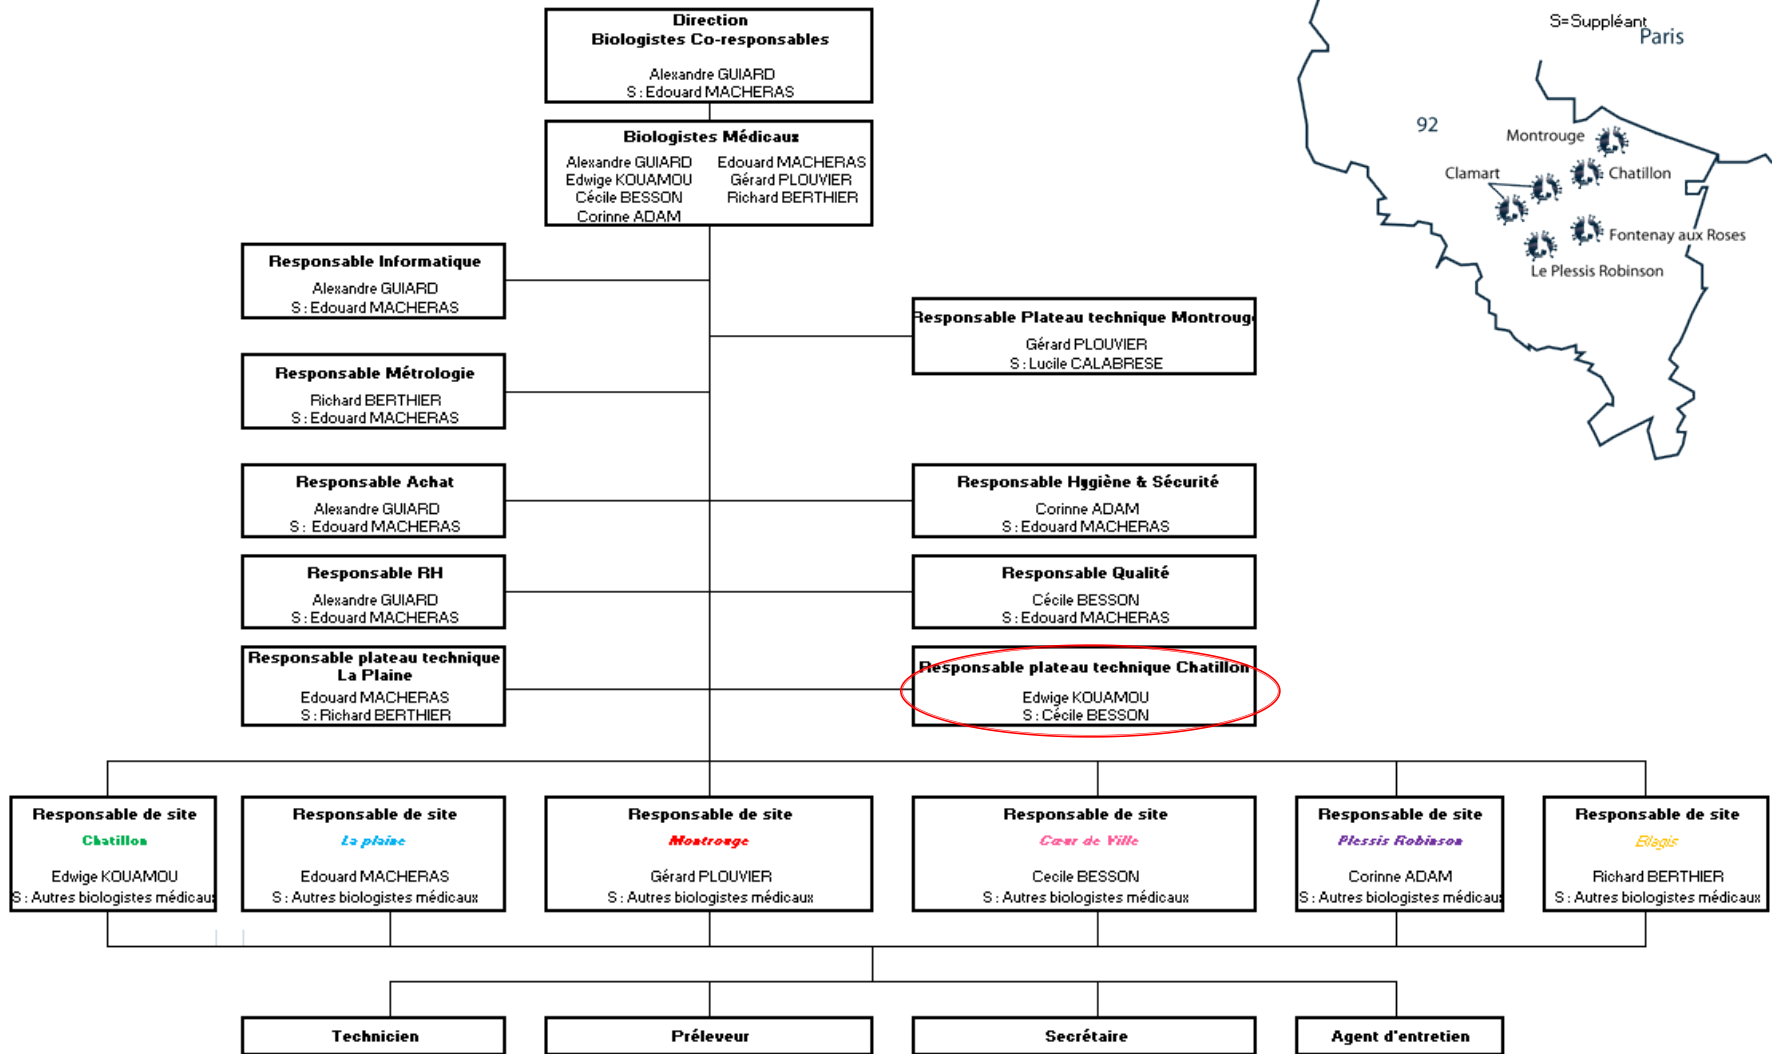 Direction
Biologistes Co-responsables
Alexandre GUIARD
S : Edouard MACHERAS
S=Suppléant
Paris
92
Montrouge
Clamart
Chatillon
Fontenay aux Roses
Le Plessis Robinson
Biologistes Médicaux
Alexandre GUIARD Edouard MACHERAS
Edwige KOUAMOU Gérard PLOUVIER
Cécile BESSON Richard BERTHIER
Corinne ADAM
Responsable Informatique
Alexandre GUIARD
S : Edouard MACHERAS
Responsable Plateau technique Montrouge
Gérard PLOUVIER
S : Lucile CALABRESE
Responsable Métrologie
Richard BERTHIER
S : Edouard MACHERAS
Responsable Achat
Alexandre GUIARD
S : Edouard MACHERAS
Responsable Hygiène & Sécurité
Corinne ADAM
S : Edouard MACHERAS
Responsable RH
Alexandre GUIARD
S : Edouard MACHERAS
Responsable Qualité
Cécile BESSON
S : Edouard MACHERAS
Responsable plateau technique
La Plaine
Edouard MACHERAS
S : Richard BERTHIER
Responsable plateau technique Chatillon
Edwige KOUAMOU
S : Cécile BESSON
Responsable de site
Chatillon
Edwige KOUAMOU
S : Autres biologistes médicaux
Responsable de site
La plaine
Edouard MACHERAS
S : Autres biologistes médicaux
Responsable de site
Montrouge
Gérard PLOUVIER
S : Autres biologistes médicaux
Responsable de site
Cœur de Ville
Cecile BESSON
S : Autres biologistes médicaux
Responsable de site
Plessis Robinson
Corinne ADAM
S : Autres biologistes médicaux
Responsable de site
Blagis
Richard BERTHIER
S : Autres biologistes médicaux
Technicien
Préleveur
Secrétaire
Agent d'entretien